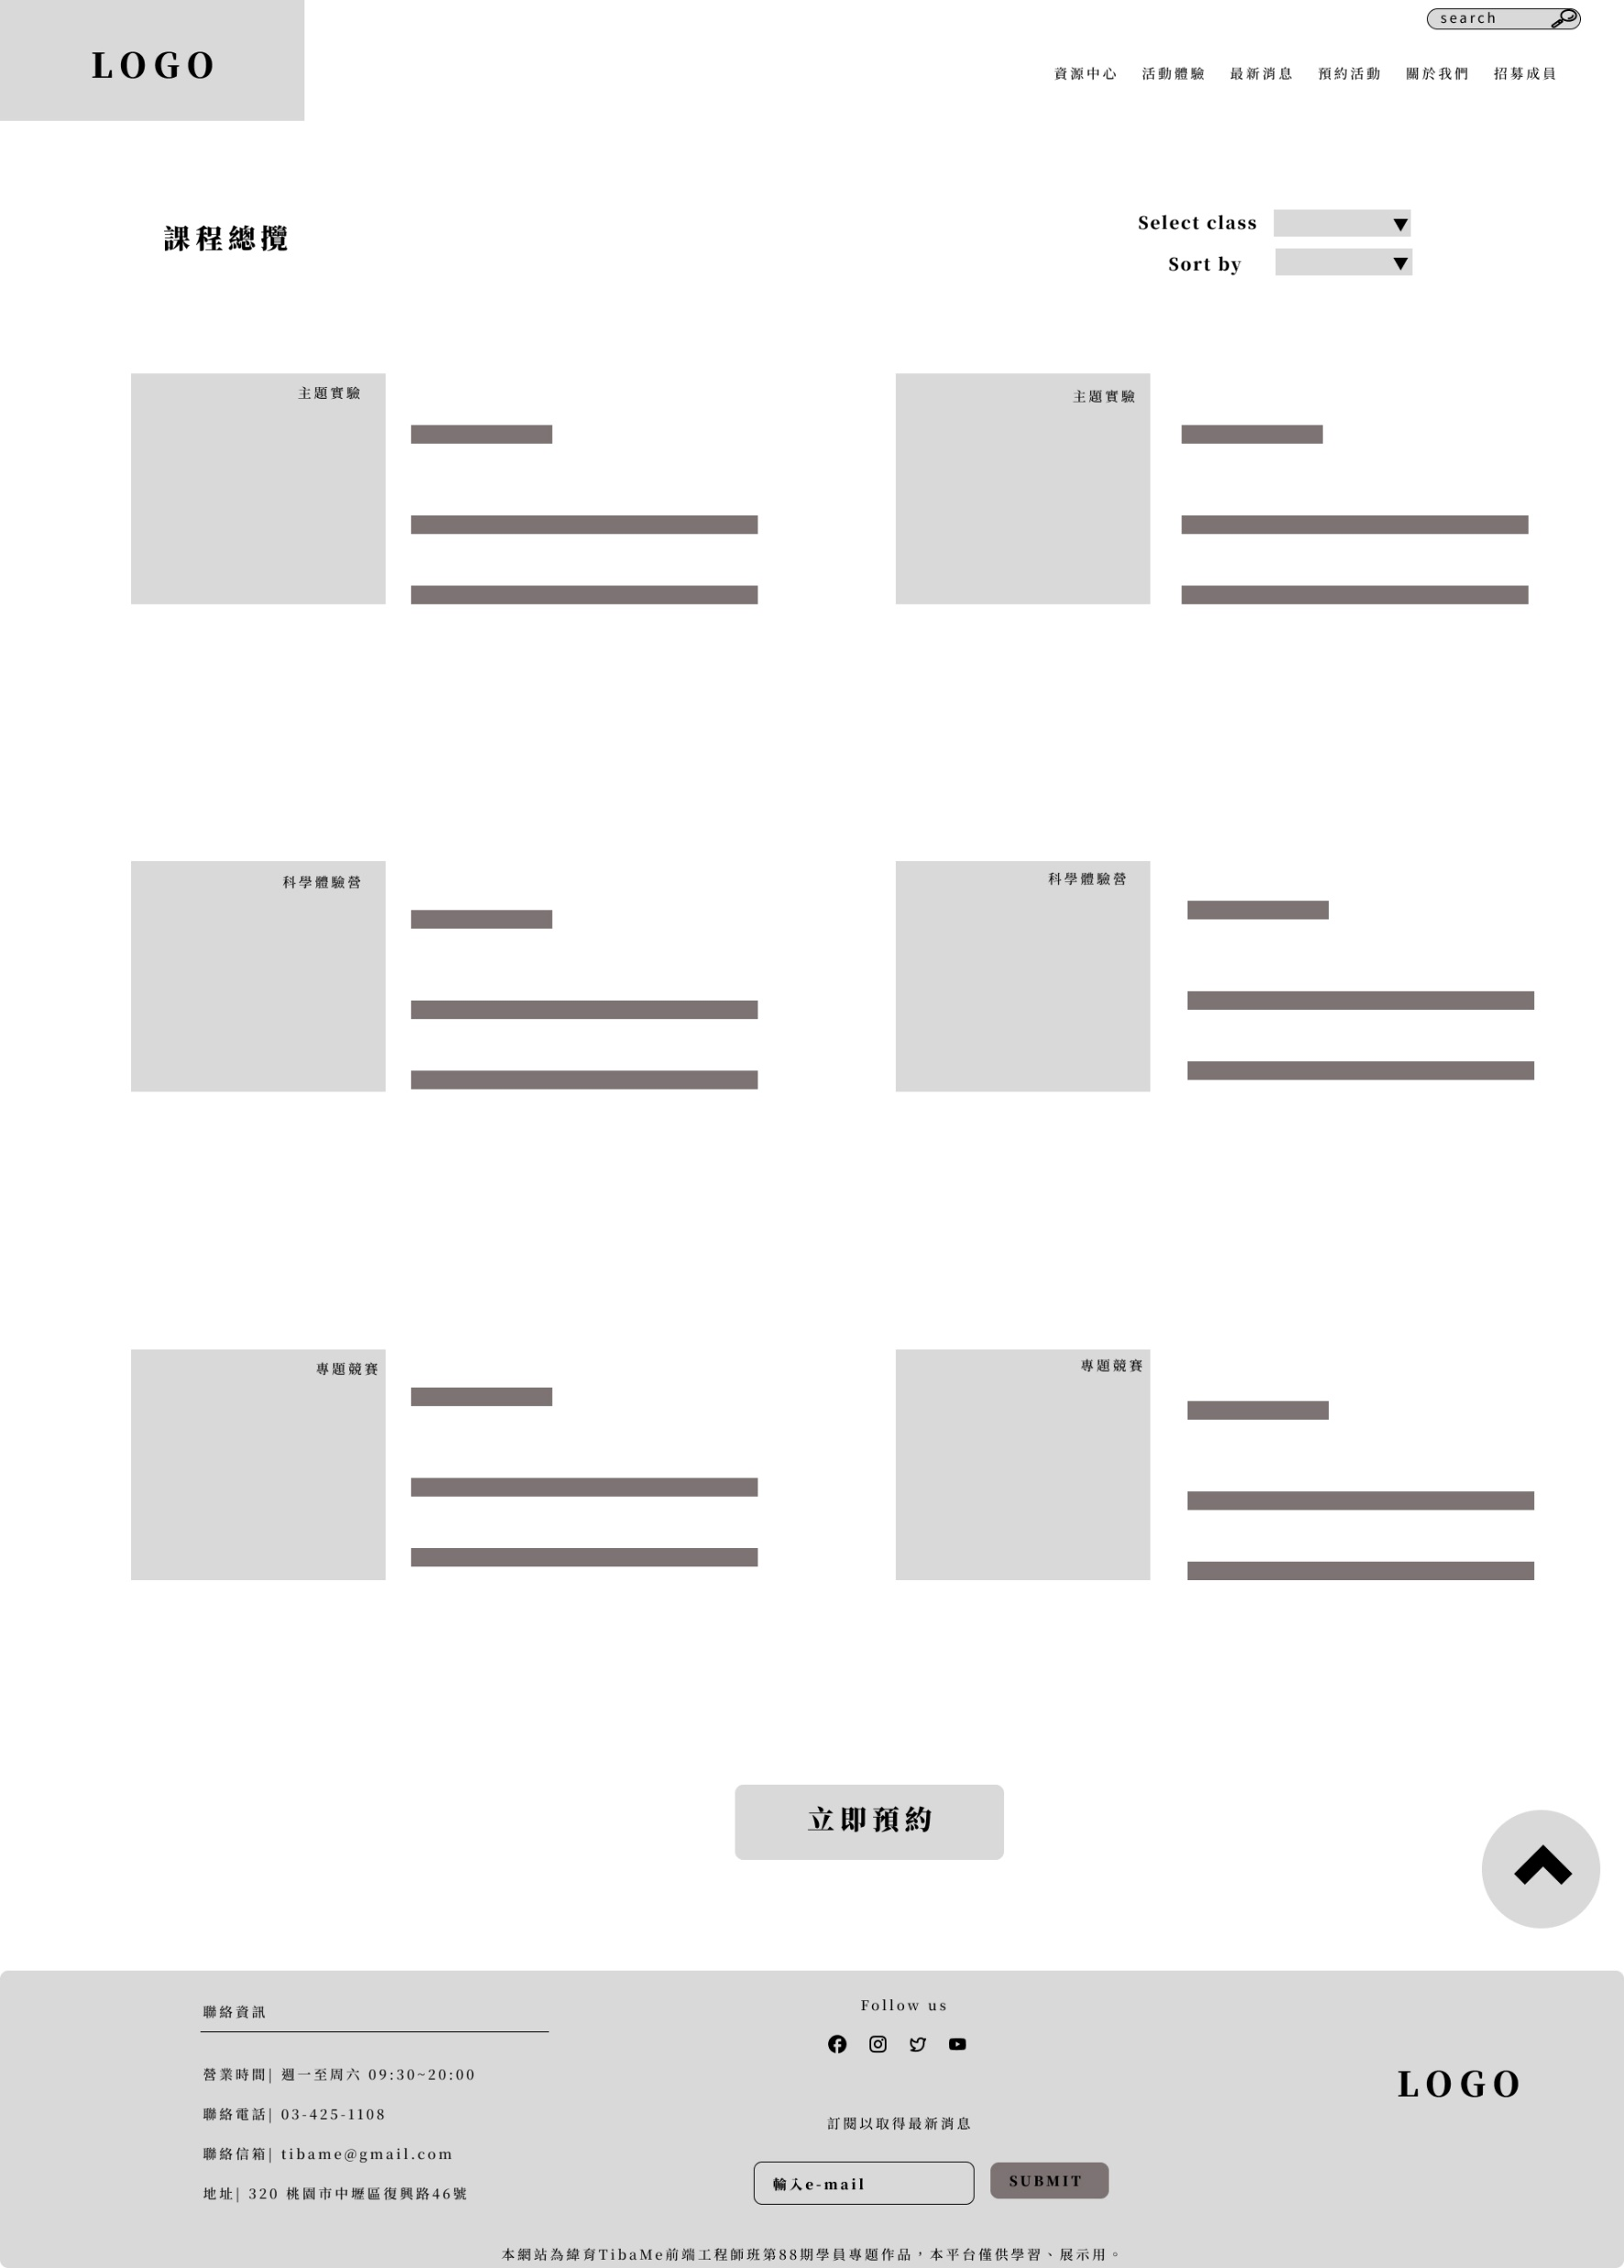 LOGO
search
資源中心 活動體驗 最新消息 預約活動 關於我們 招募成員
課程總攬
Select class
Sort by
主題實驗
主題實驗
科學體驗營
科學體驗營
專題競賽
專題競賽
立即預約
聯絡資訊
營業時間| 週一至周六 09:30~20:00
聯絡電話| 03-425-1108
聯絡信箱| tibame@gmail.com
地址| 320 桃園市中壢區復興路46號
Follow us
訂閱以取得最新消息
輸入e-mail
SUBMIT
LOGO
本網站為緯育TibaMe前端工程師班第88期學員專題作品，本平台僅供學習、展示用。